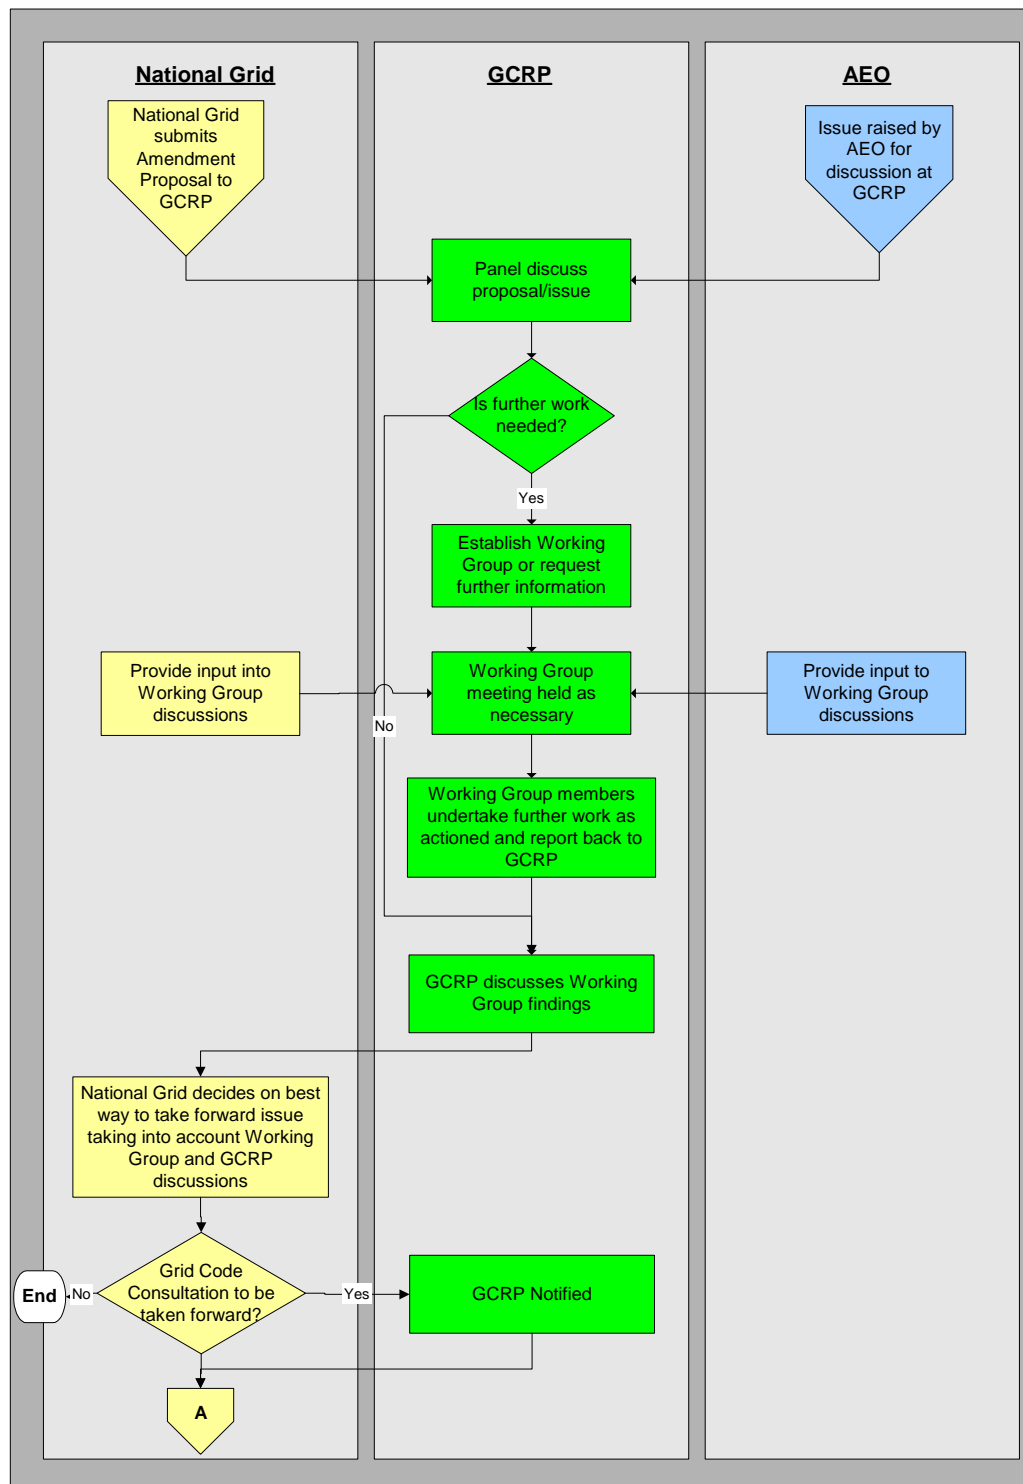 National Grid
GCRP
AEO
National Grid
submits
Amendment
Proposal to
GCRP
Issue raised by
AEO for
discussion at
GCRP
Panel discuss
proposal/issue
Is further work
needed?
Yes
Establish Working
Group or request
further information
Provide input into
Working Group
discussions
Working Group
meeting held as
necessary
Provide input to
Working Group
discussions
No
Working Group members
undertake further work as
actioned and report back to
GCRP
GCRP discusses Working
Group findings
National Grid decides on best
way to take forward issue
taking into account Working
Group and GCRP
discussions
Grid Code
Consultation to be
taken forward?
End
No
Yes
GCRP Notified
A